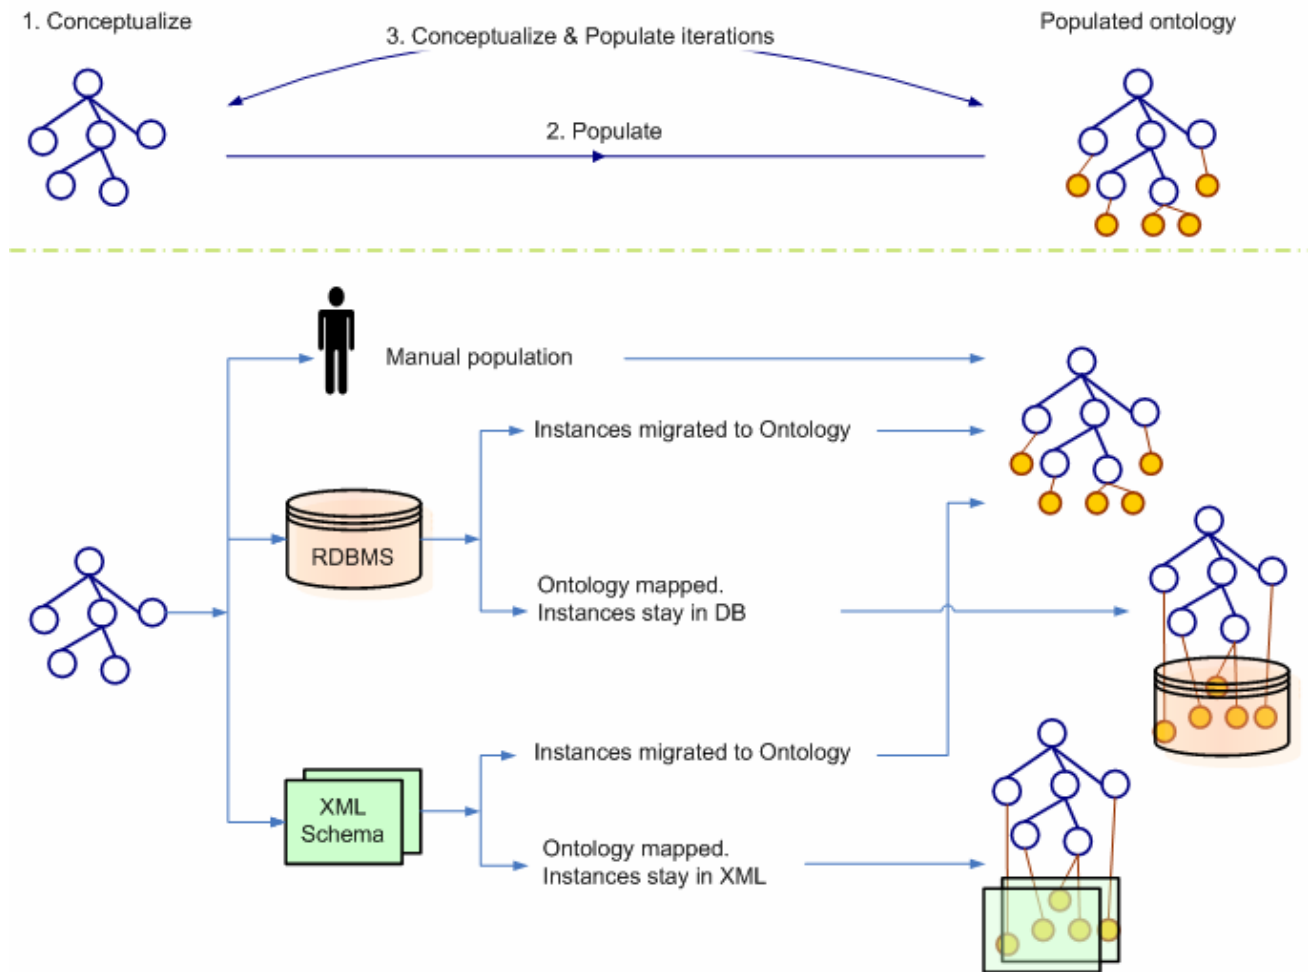 1. Conceptualize
3. Conceptualize & Populate iterations
Populated ontology
2. Populate
Manual population
Instances migrated to Ontology
RDBMS
Ontology mapped.
Instances stay in DB
Instances migrated to Ontology
XML
Schema
Ontology mapped.
Instances stay in XML